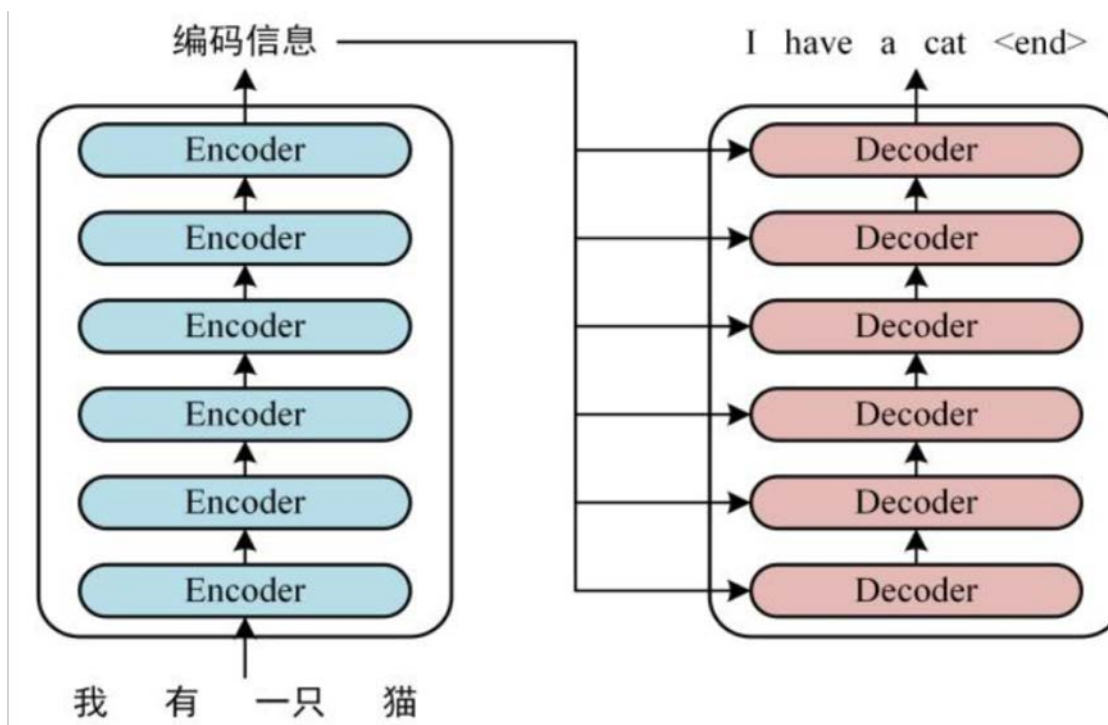 编码信息
I have a cat <end>
Encoder
Encoder
Encoder
Encoder
Encoder
Encoder
Decoder
Decoder
Decoder
Decoder
Decoder
Decoder
我 有 一只 猫